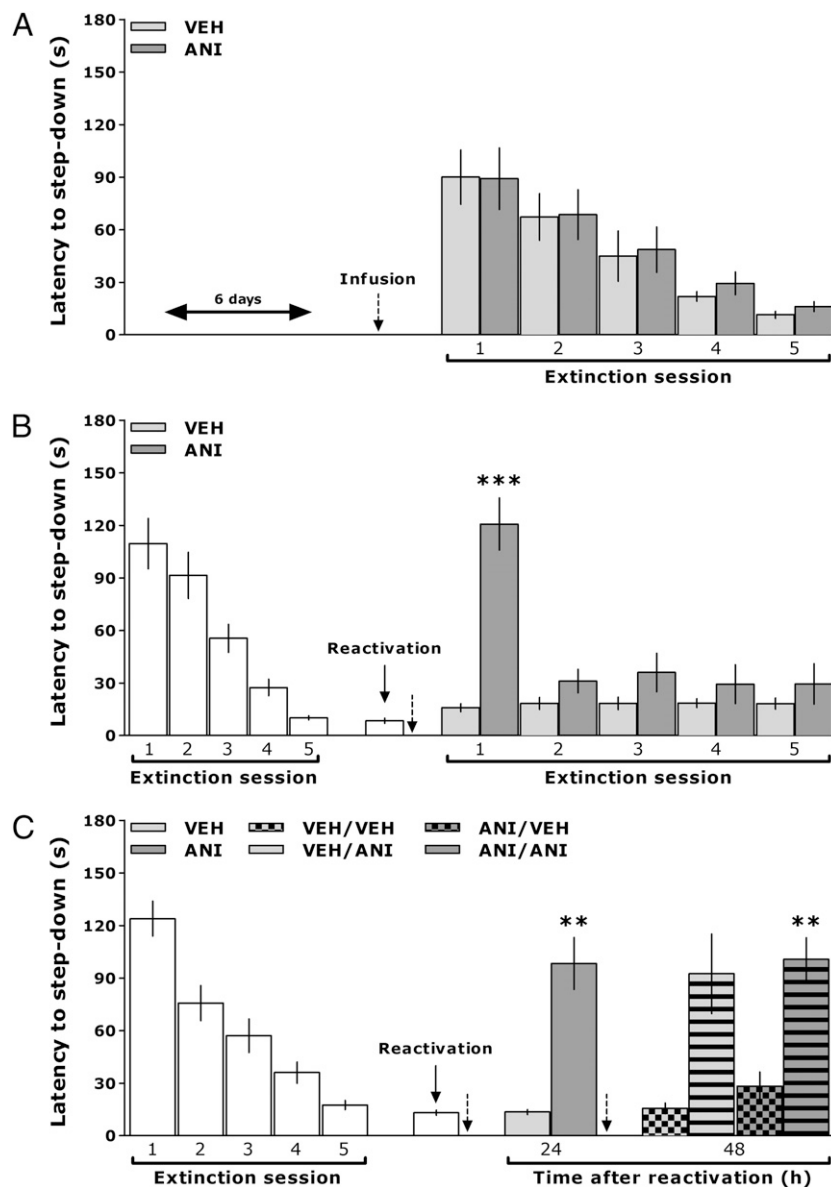 A
Latency to step-down (s)
180
150
120
90
60
30
0
VEH
ANI
6 days
Infusion
1 2 3 4 5
Extinction session
B
Latency to step-down (s)
180
150
120
90
60
30
0
VEH
ANI
Reactivation
***
1 2 3 4 5 1 2 3 4 5
Extinction session Extinction session
C
Latency to step-down (s)
180
150
120
90
60
30
0
VEH VEH/VEH ANI/VEH
ANI VEH/ANI ANI/ANI
Reactivation
** **
1 2 3 4 5 24 48
Extinction session Time after reactivation (h)